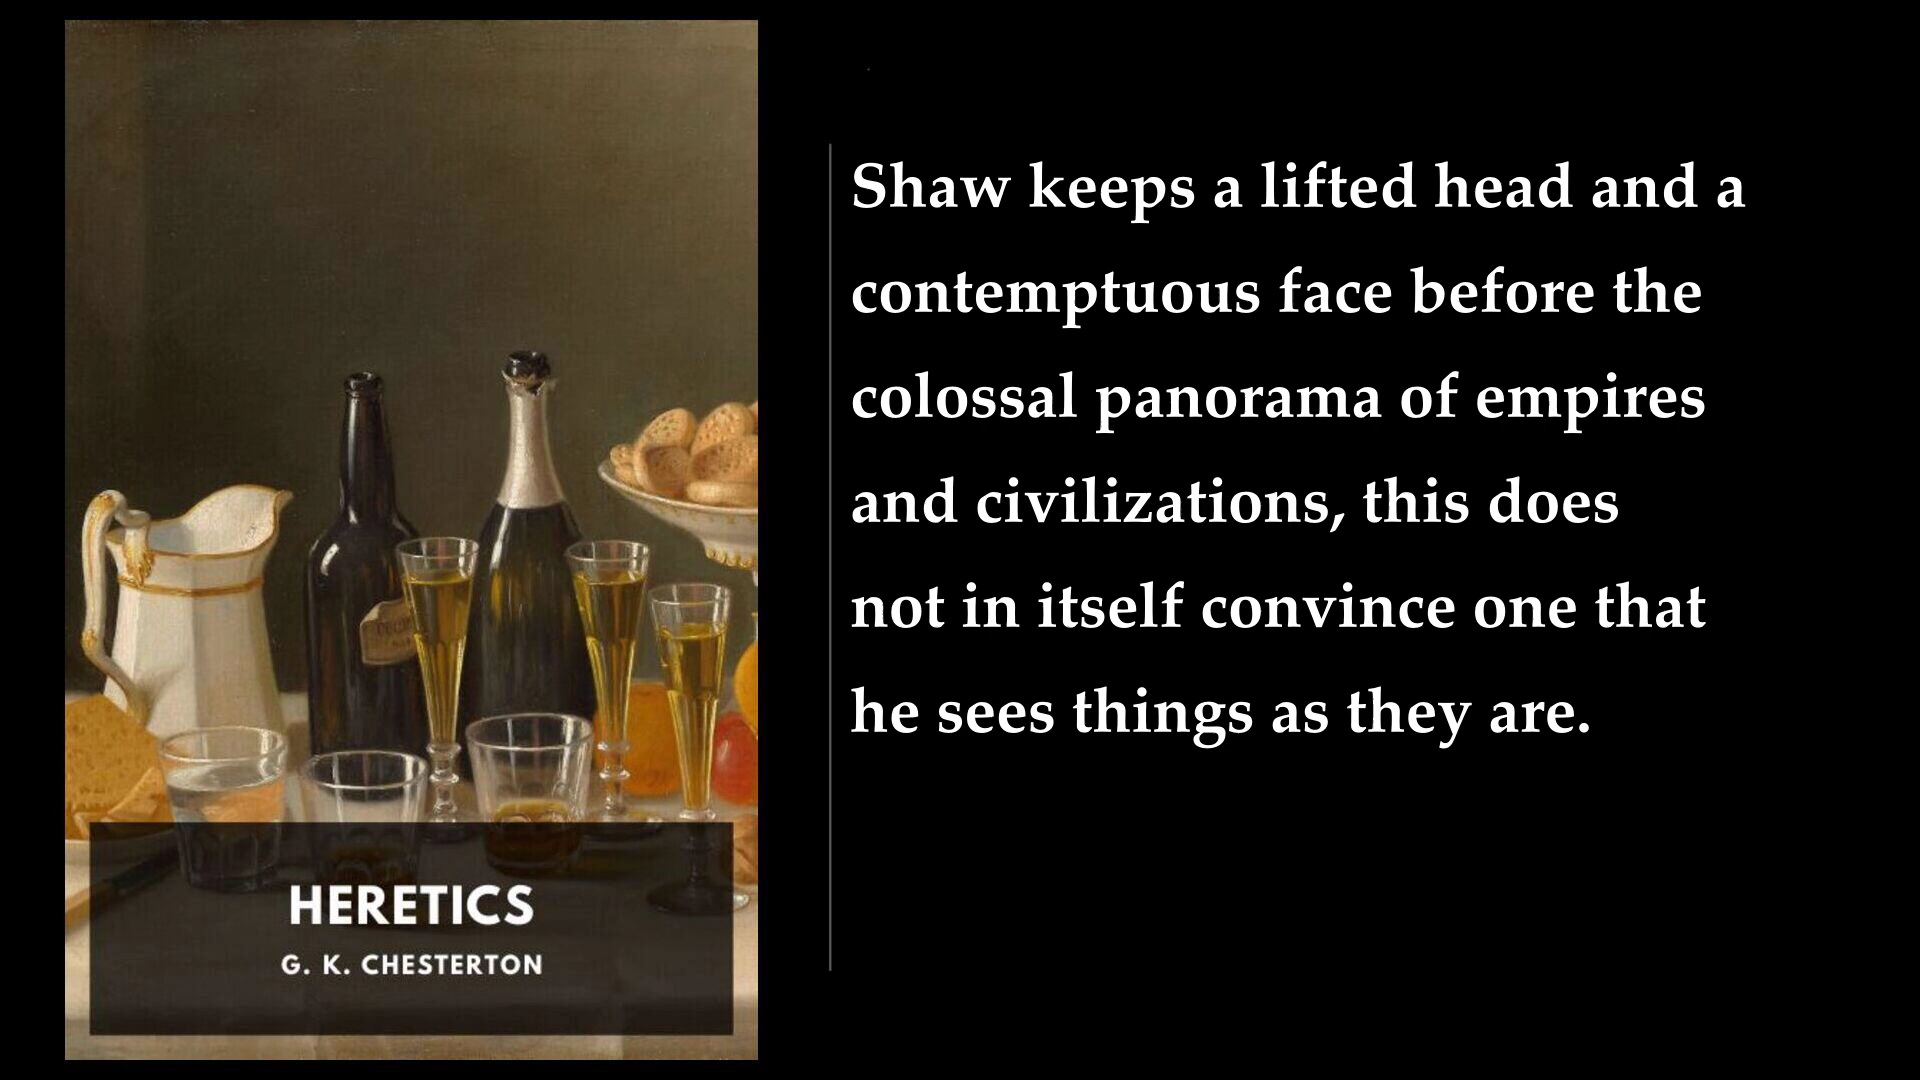 Shaw keeps a lifted head and a
contemptuous face before the
colossal panorama of empires
and civilizations, this does
not in itself convince one that
he sees things as they are.
HERETICS
G. K. CHESTERTON